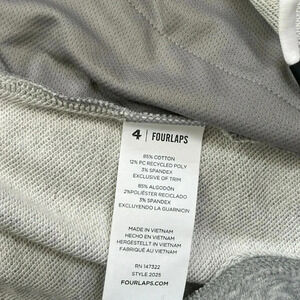 4 | FOURLAPS
85% COTTON
12% PC RECYCLED POLY
3% SPANDEX
EXCLUSIVE OF TRIM
85% ALGODÓN
2%POLIÉSTER RECICLADO
3% SPANDEX
EXCLUYENDO LA GUARNICIÓN
MADE IN VIETNAM
HECHO EN VIETNAM
HERGESTELLT IN VIETNAM
FABRIQUÉ AU VIETNAM
RN 147322
STYLE 2025
FOURLAPS.COM